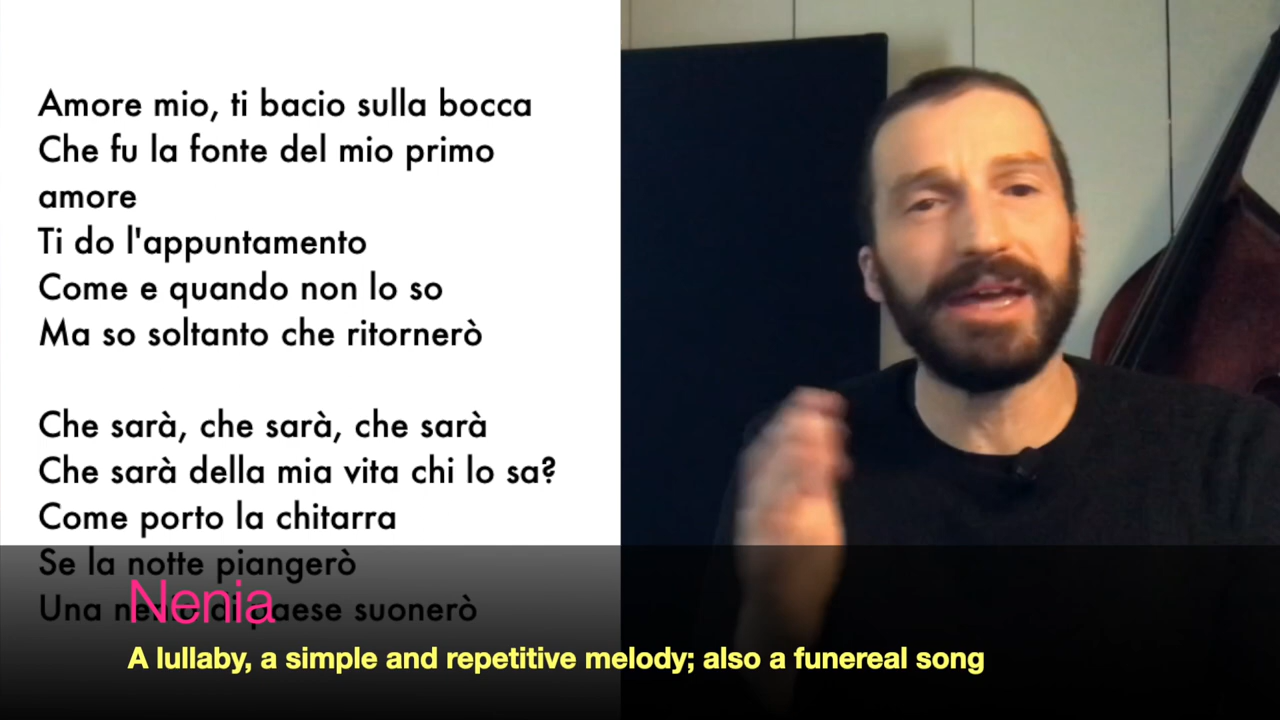 Amore mio, ti bacio sulla bocca
Che fu la fonte del mio primo
amore
Ti do l'appuntamento
Come e quando non lo so
Ma so soltanto che ritornerò
Che sarà, che sarà, che sarà
Che sarà della mia vita chi lo sa?
Come porto la chitarra
Se la notte piangerò
Una nenia di paese suonerò
Nenia
A lullaby, a simple and repetitive melody; also a funereal song